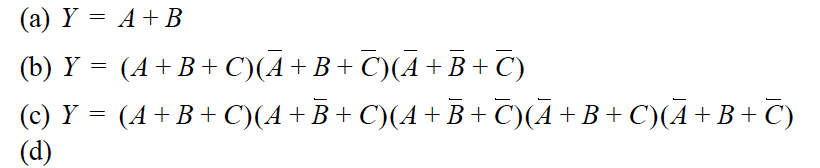 (a) Y = A + B
(b) Y = (A + B + C)(A̅ + B + C̅)(A̅ + B̅ + C̅)
(c) Y = (A + B + C)(A + B̅ + C)(A + B̅ + C̅)(A̅ + B + C)(A̅ + B + C̅)
(d)